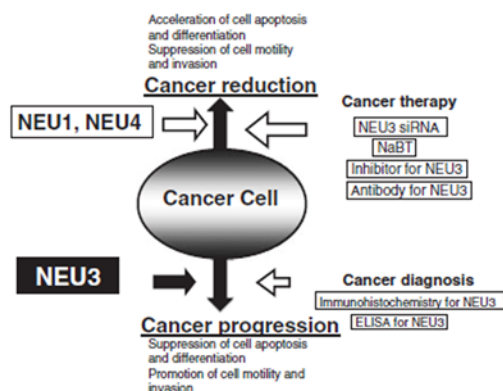 Acceleration of cell apoptosis
and differentiation
Suppression of cell motility
and invasion
Cancer reduction
NEU1, NEU4
Cancer therapy
NEU3 siRNA
NaBT
Inhibitor for NEU3
Antibody for NEU3
Cancer Cell
NEU3
Cancer diagnosis
Immunohistochemistry for NEU3
ELISA for NEU3
Cancer progression
Suppression of cell apoptosis
and differentiation
Promotion of cell motility and
invasion